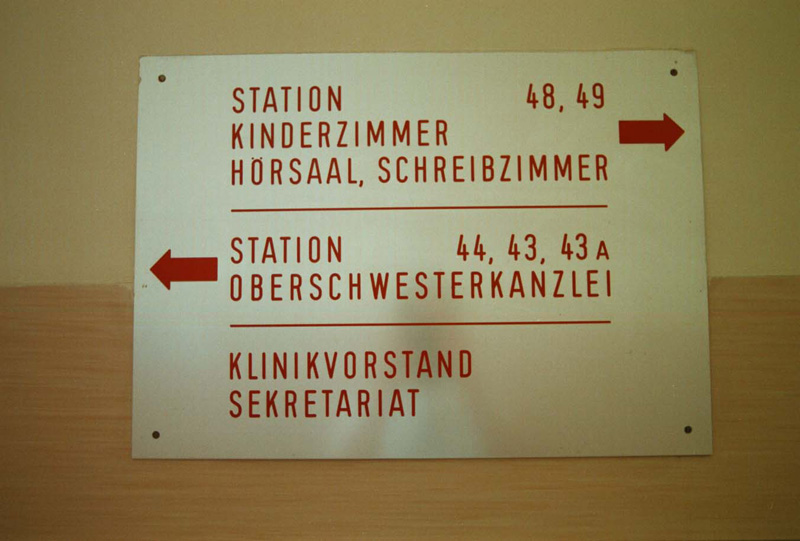 STATION 48, 49
KINDERZIMMER
HÖRSAAL, SCHREIBZIMMER
STATION 44, 43, 43 A
OBERSCHWESTERKANZLEI
KLINIKVORSTAND
SEKRETARIAT